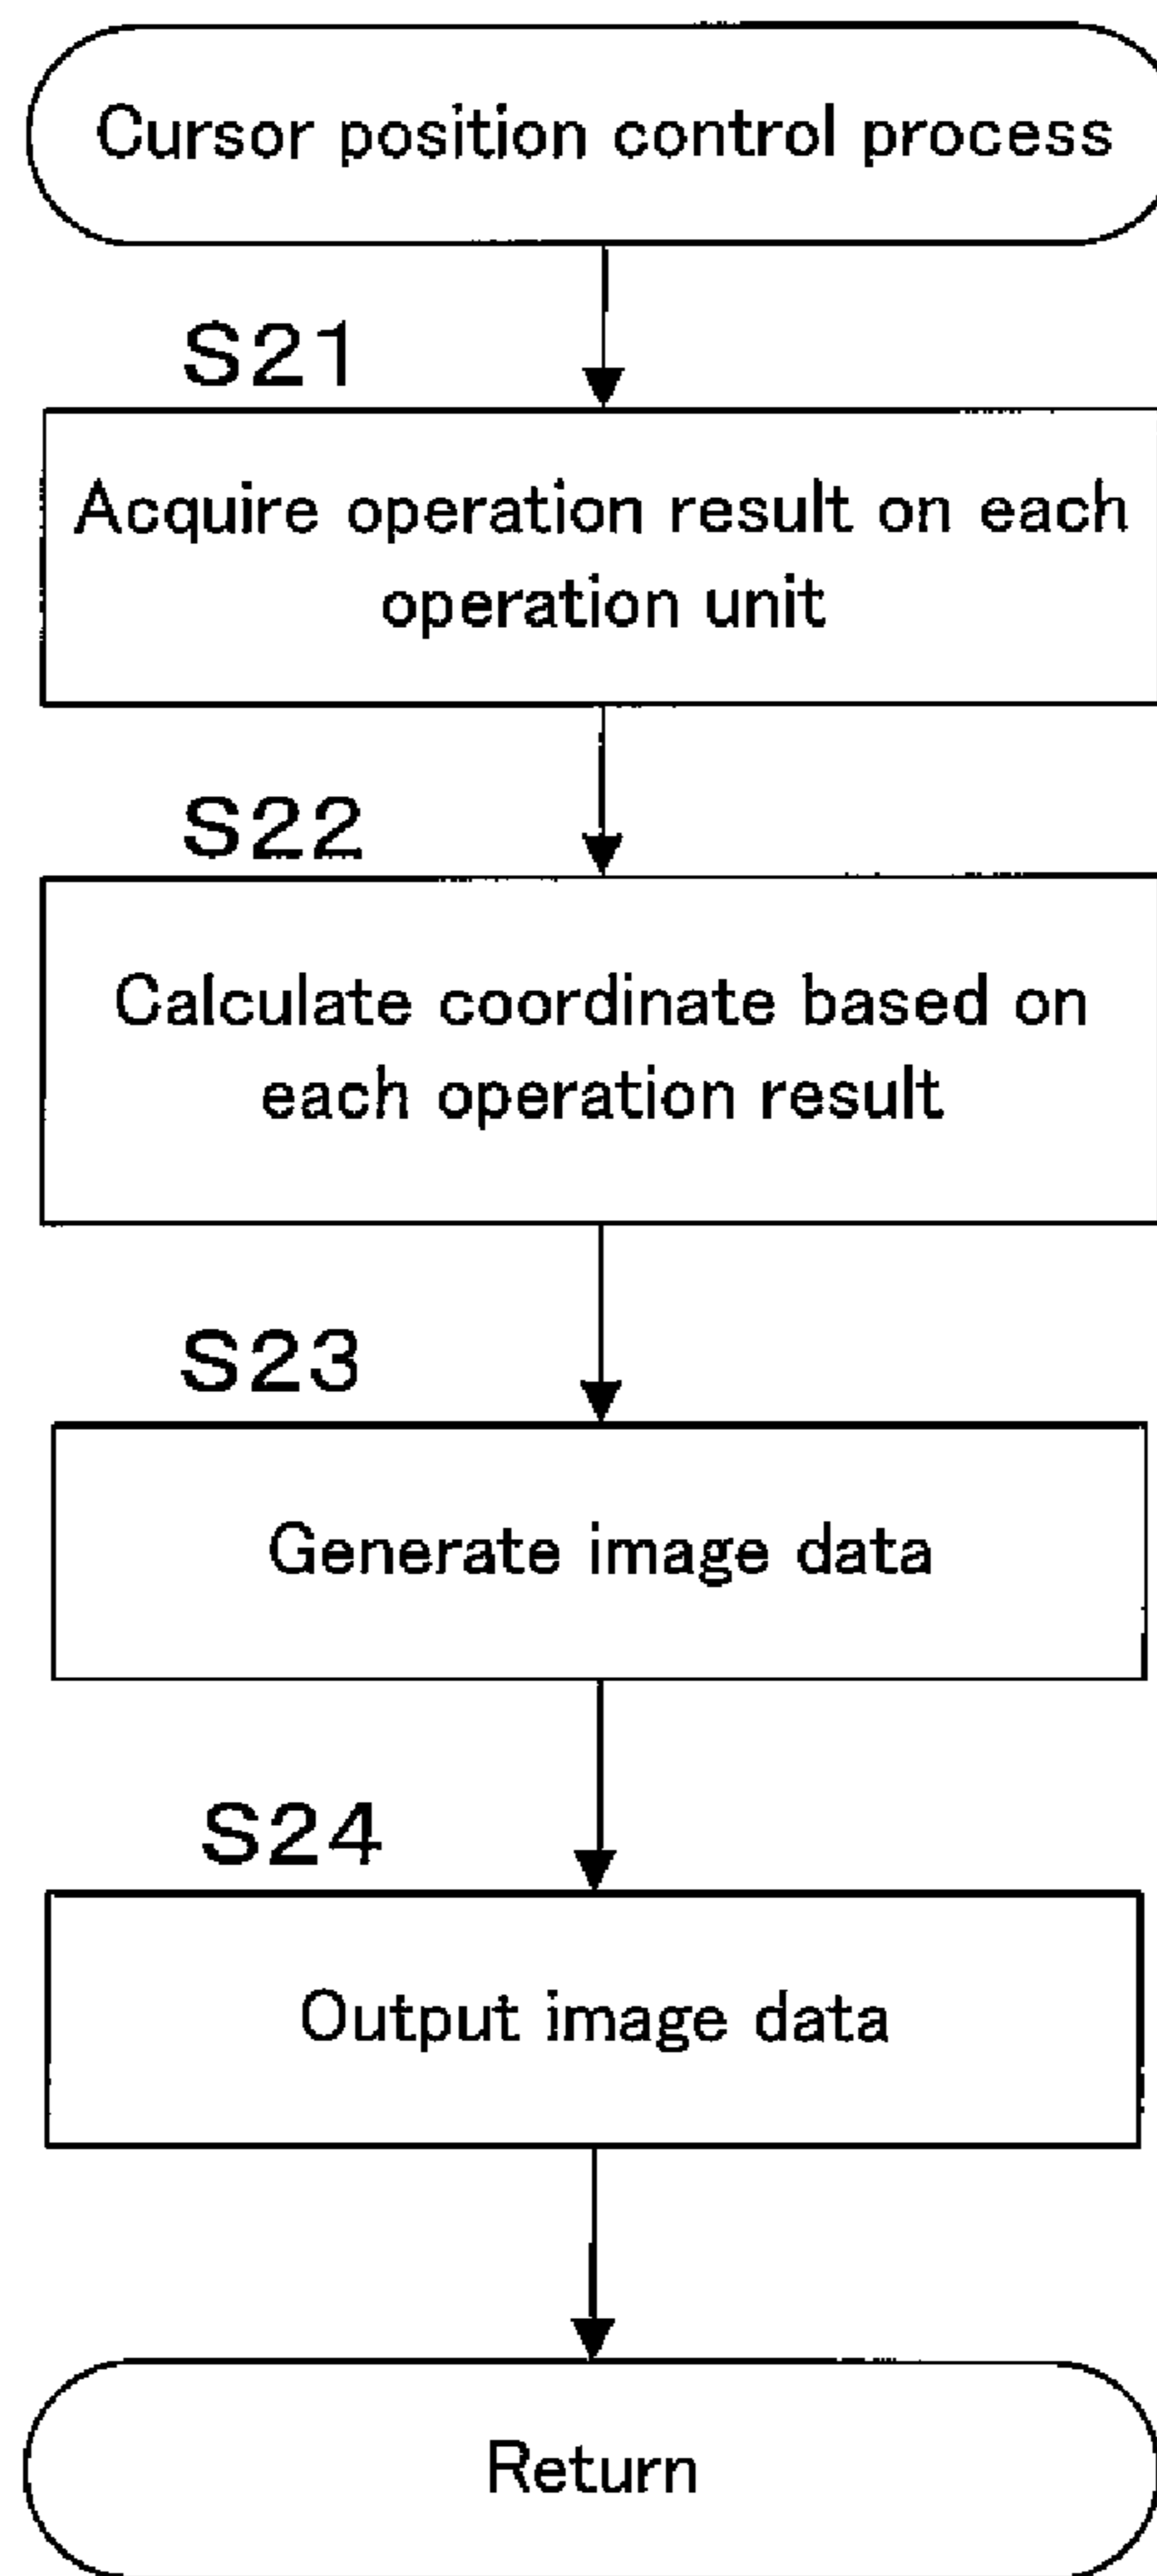 Cursor position control process
S21
Acquire operation result on each
operation unit
S22
Calculate coordinate based on
each operation result
S23
Generate image data
S24
Output image data
Return